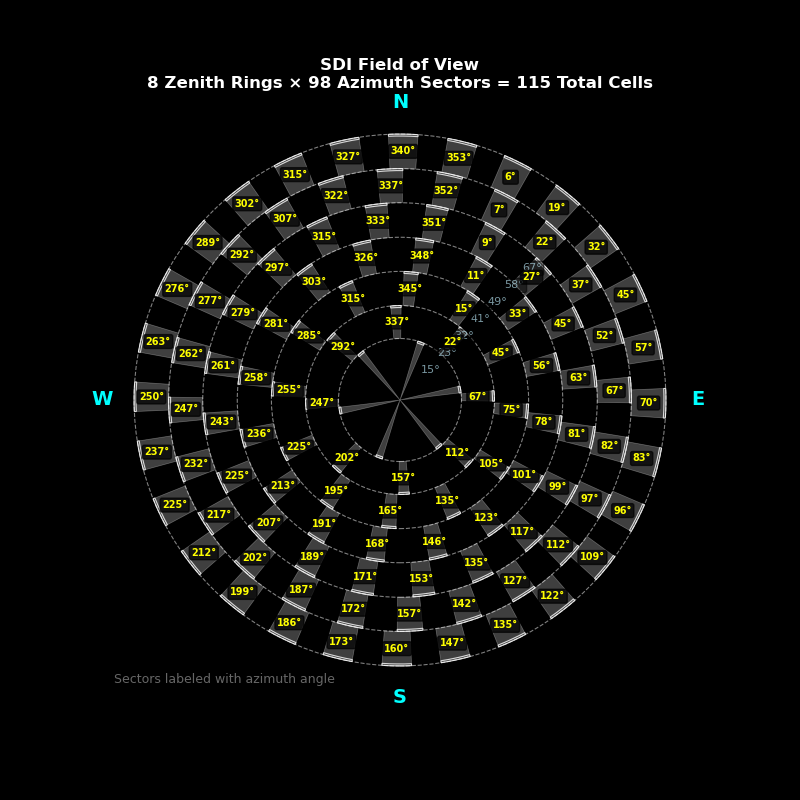 SDI Field of View
8 Zenith Rings × 98 Azimuth Sectors = 115 Total Cells
N
340°
327° 353°
315° 6°
337°
322° 352°
302° 19°
307° 333° 351° 7°
315° 9°
289° 32°
292° 326° 348° 22°
297° 67°
303° 345° 11° 27°
276° 58° 37° 45°
277° 315° 49°
279° 15° 33°
281° 337° 41° 45°
285° 22° 52°
263° 292° 23° 45° 57°
262° 261° 15° 56°
258° 63°
255° 67°
W 250° 247° 247° 67° 70° E
243° 75° 78°
236° 81°
237° 225° 82° 83°
232° 202° 112° 105°
225° 213° 157° 101° 99°
225° 217° 195° 165° 135° 97° 96°
207° 191° 168° 146° 123° 117°
212° 202° 189° 135° 112° 109°
199° 187° 171° 153° 127° 122°
186° 172° 157° 142° 135°
173° 160° 147°
Sectors labeled with azimuth angle
S